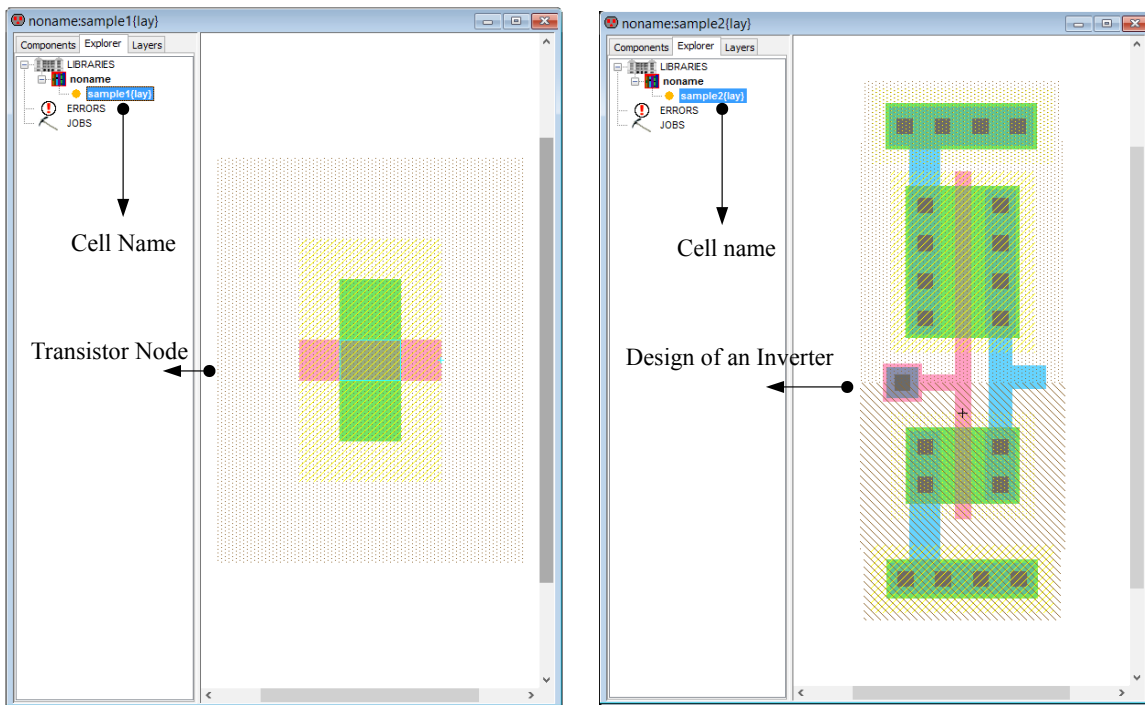 noname:sample1{lay}
Components Explorer Layers
LIBRARIES
noname
sample1{lay}
ERRORS
JOBS
Cell Name
Transistor Node
noname:sample2{lay}
Components Explorer Layers
LIBRARIES
noname
sample2{lay}
ERRORS
JOBS
Cell name
Design of an Inverter